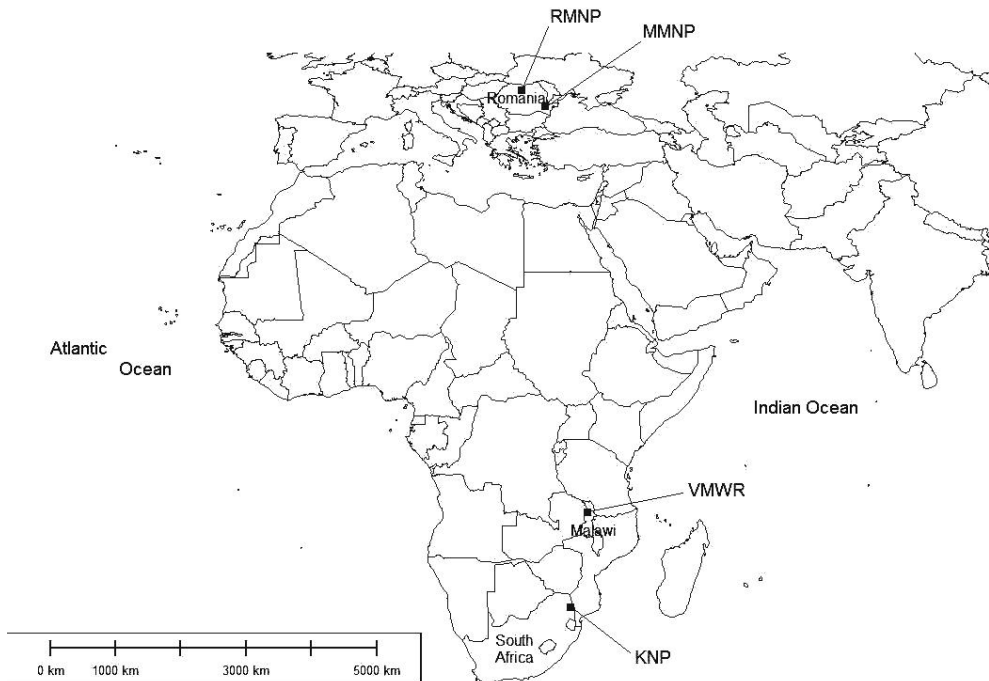 RMNP
MMNP
Romania
Atlantic
Ocean
Indian Ocean
VMWR
Malawi
South
Africa
KNP
0 km 1000 km 3000 km 5000 km